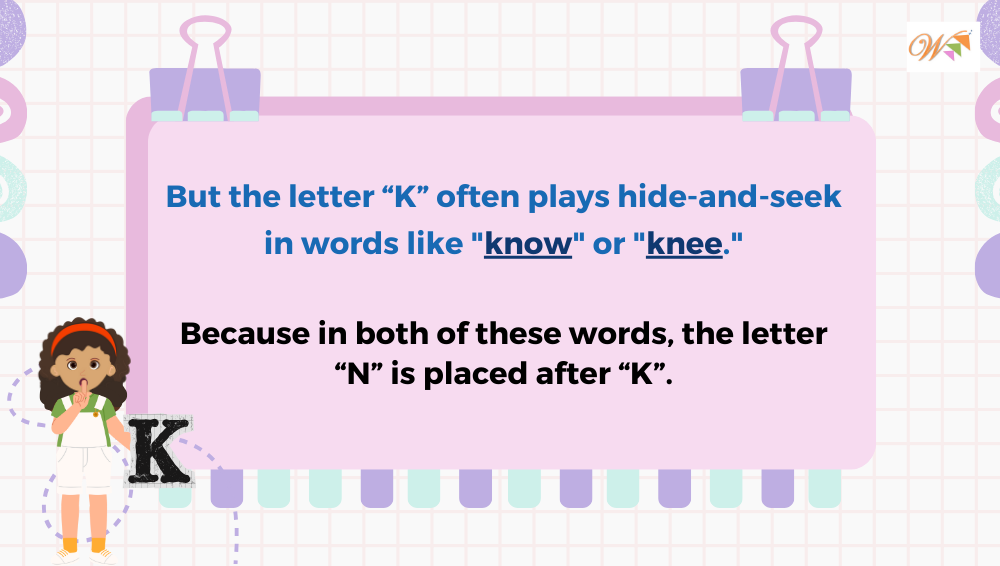 W
But the letter “K” often plays hide-and-seek
in words like "know" or "knee."
Because in both of these words, the letter
“N” is placed after “K”.
K